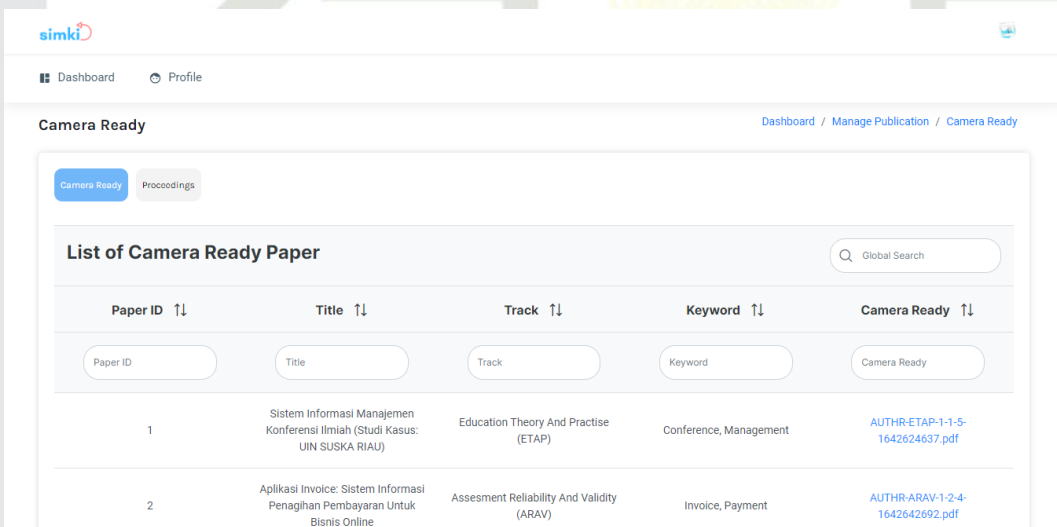 simki
Dashboard Profile
Camera Ready
Dashboard / Manage Publication / Camera Ready
Camera Ready Proceedings
List of Camera Ready Paper
Global Search
Paper ID Title Track Keyword Camera Ready
Paper ID Title Track Keyword Camera Ready
1
Sistem Informasi Manajemen
Konferensi Ilmiah (Studi Kasus:
UIN SUSKA RIAU)
Education Theory And Practise
(ETAP)
Conference, Management
AUTHR-ETAP-1-1-5-
1642624637.pdf
2
Aplikasi Invoice: Sistem Informasi
Penagihan Pembayaran Untuk
Bisnis Online
Assesment Reliability And Validity
(ARAV)
Invoice, Payment
AUTHR-ARAV-1-2-4-
1642642692.pdf